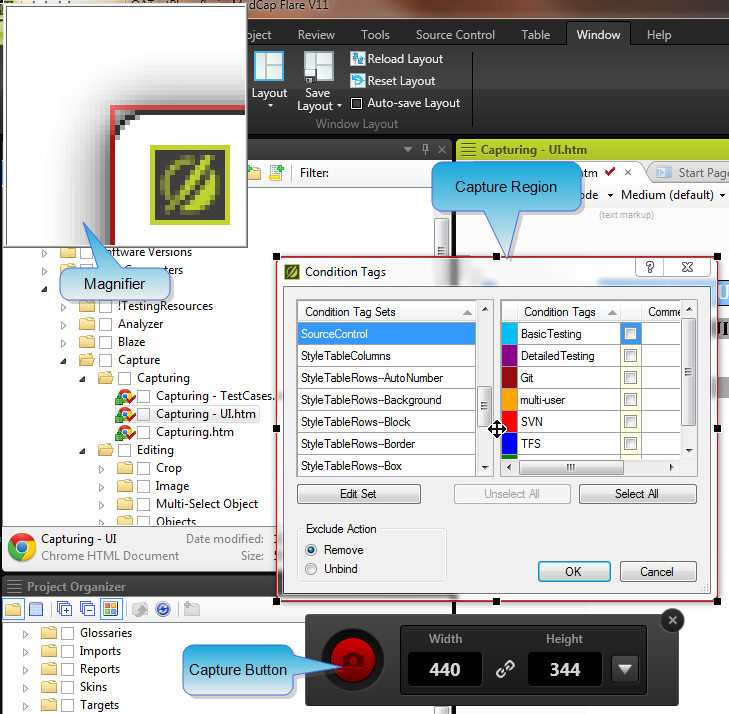 MadCap Flare V11
Review
Tools
Source Control
Table
Window
Help
Layout
Save
Layout
Reload Layout
Reset Layout
Auto-save Layout
Window Layout
Filter:
Capturing - UI.htm
Start Page
Medium (default)
(text markup)
Capture Region
Magnifier
Software Versions
!TestingResources
Analyzer
Blaze
Capture
Capturing
Capturing - TestCases.
Capturing - UI.htm
Capturing.htm
Editing
Crop
Image
Multi-Select Object
Objects
Capturing - UI
Date modified:
Chrome HTML Document
Size:
Condition Tags
?
Condition Tag Sets
SourceControl
StyleTableColumns
StyleTableRows--AutoNumber
StyleTableRows--Background
StyleTableRows--Block
StyleTableRows--Border
StyleTableRows--Box
Condition Tags
Comme
BasicTesting
DetailedTesting
Git
multi-user
SVN
TFS
Edit Set
Unselect All
Select All
Exclude Action
Remove
Unbind
OK
Cancel
Project Organizer
Glossaries
Imports
Reports
Skins
Targets
Capture Button
Width
Height
440
344